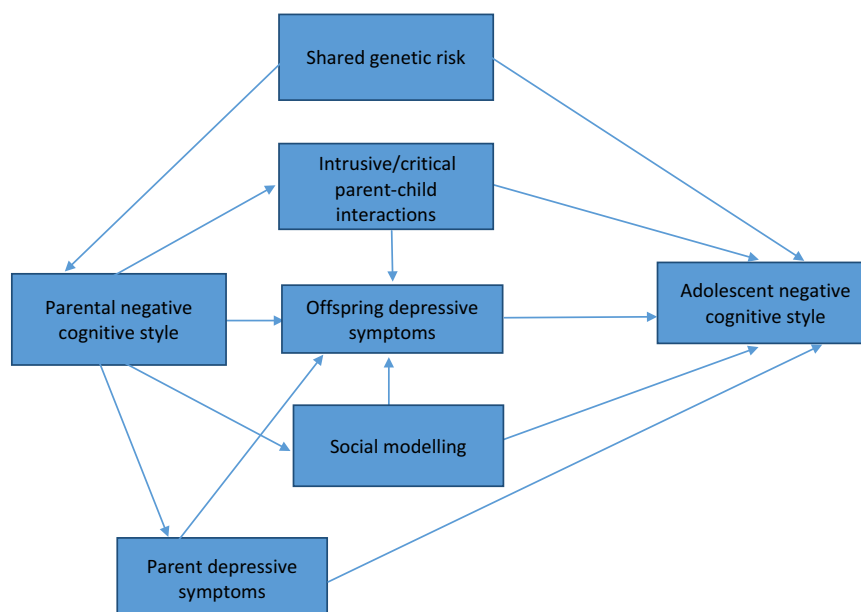 Shared genetic risk
Intrusive/critical
parent-child
interactions
Parental negative
cognitive style
Offspring depressive
symptoms
Adolescent negative
cognitive style
Social modelling
Parent depressive
symptoms